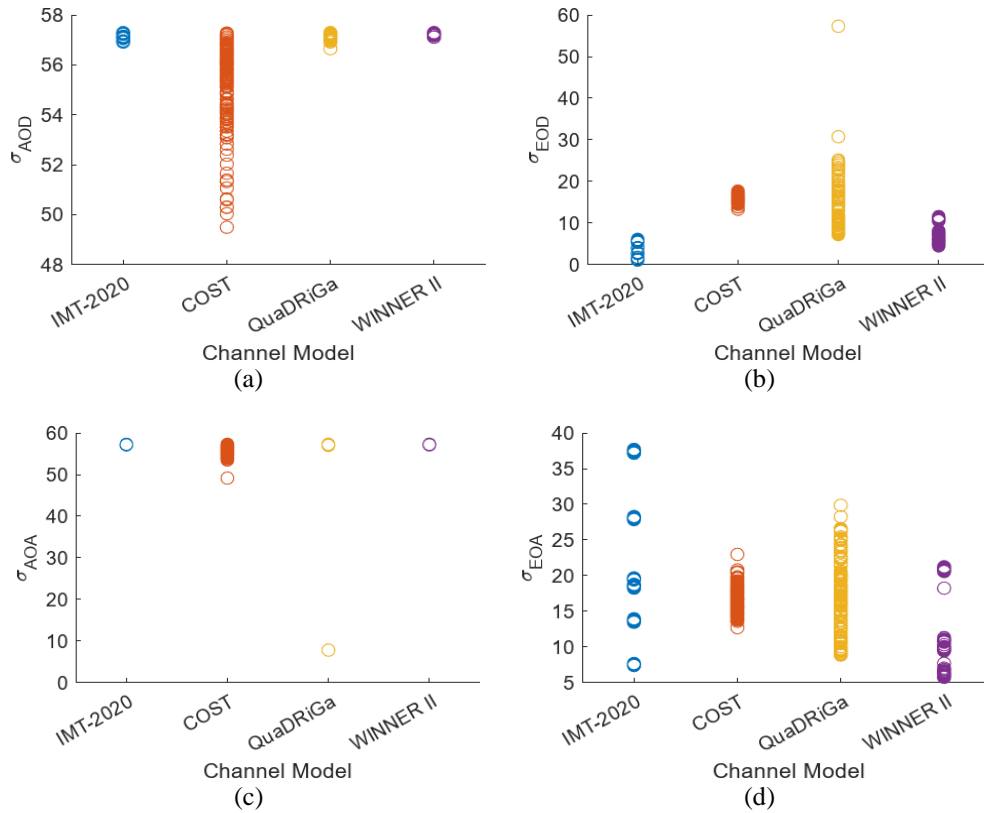 58
56
54
52
50
48
σAOD
IMT-2020
COST
QuaDRiGa
WINNER II
Channel Model
(a)
60
50
40
30
20
10
0
σEOD
IMT-2020
COST
QuaDRiGa
WINNER II
Channel Model
(b)
60
50
40
30
20
10
0
σAOA
IMT-2020
COST
QuaDRiGa
WINNER II
Channel Model
(c)
40
35
30
25
20
15
10
5
σEOA
IMT-2020
COST
QuaDRiGa
WINNER II
Channel Model
(d)